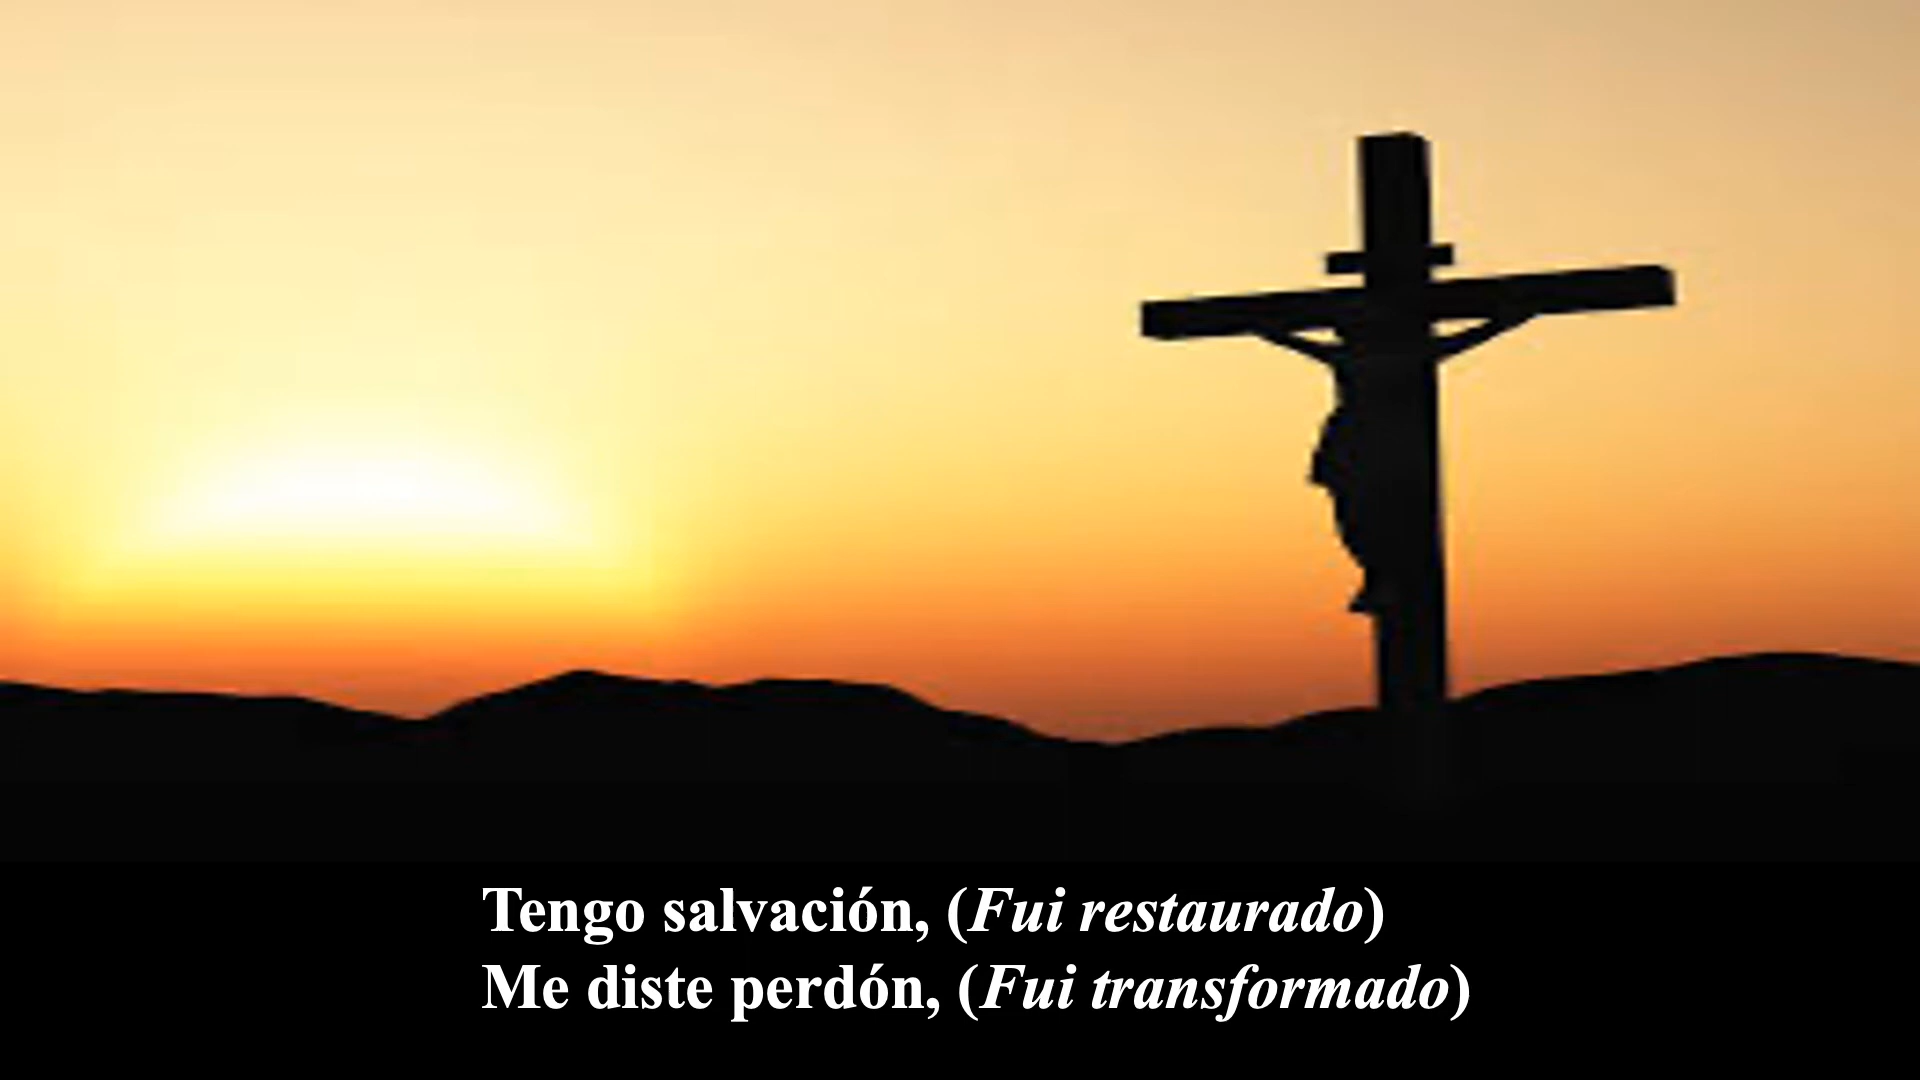 Tengo salvación, (Fui restaurado)
Me diste perdón, (Fui transformado)